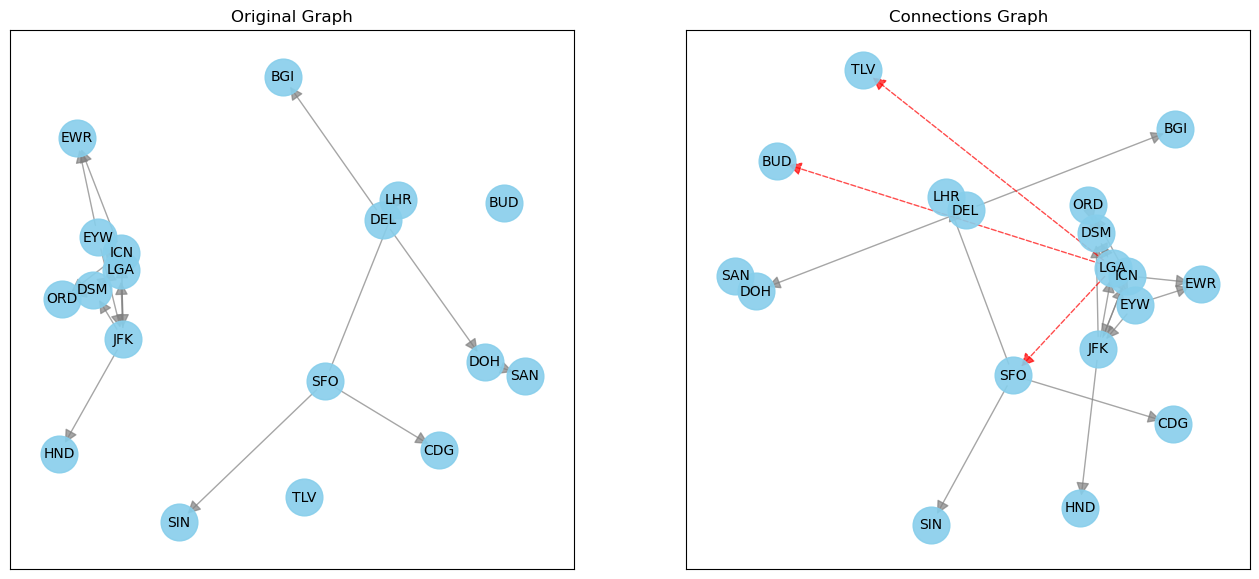 Original Graph
BGI
EWR
LHR
BUD
DEL
EYW
ICN
LGA
DSM
ORD
JFK
DOH
SAN
SFO
HND
CDG
TLV
SIN
Connections Graph
TLV
BGI
BUD
LHR
ORD
DEL
DSM
LGA
SAN
ICN
EWR
DOH
EYW
JFK
SFO
CDG
HND
SIN